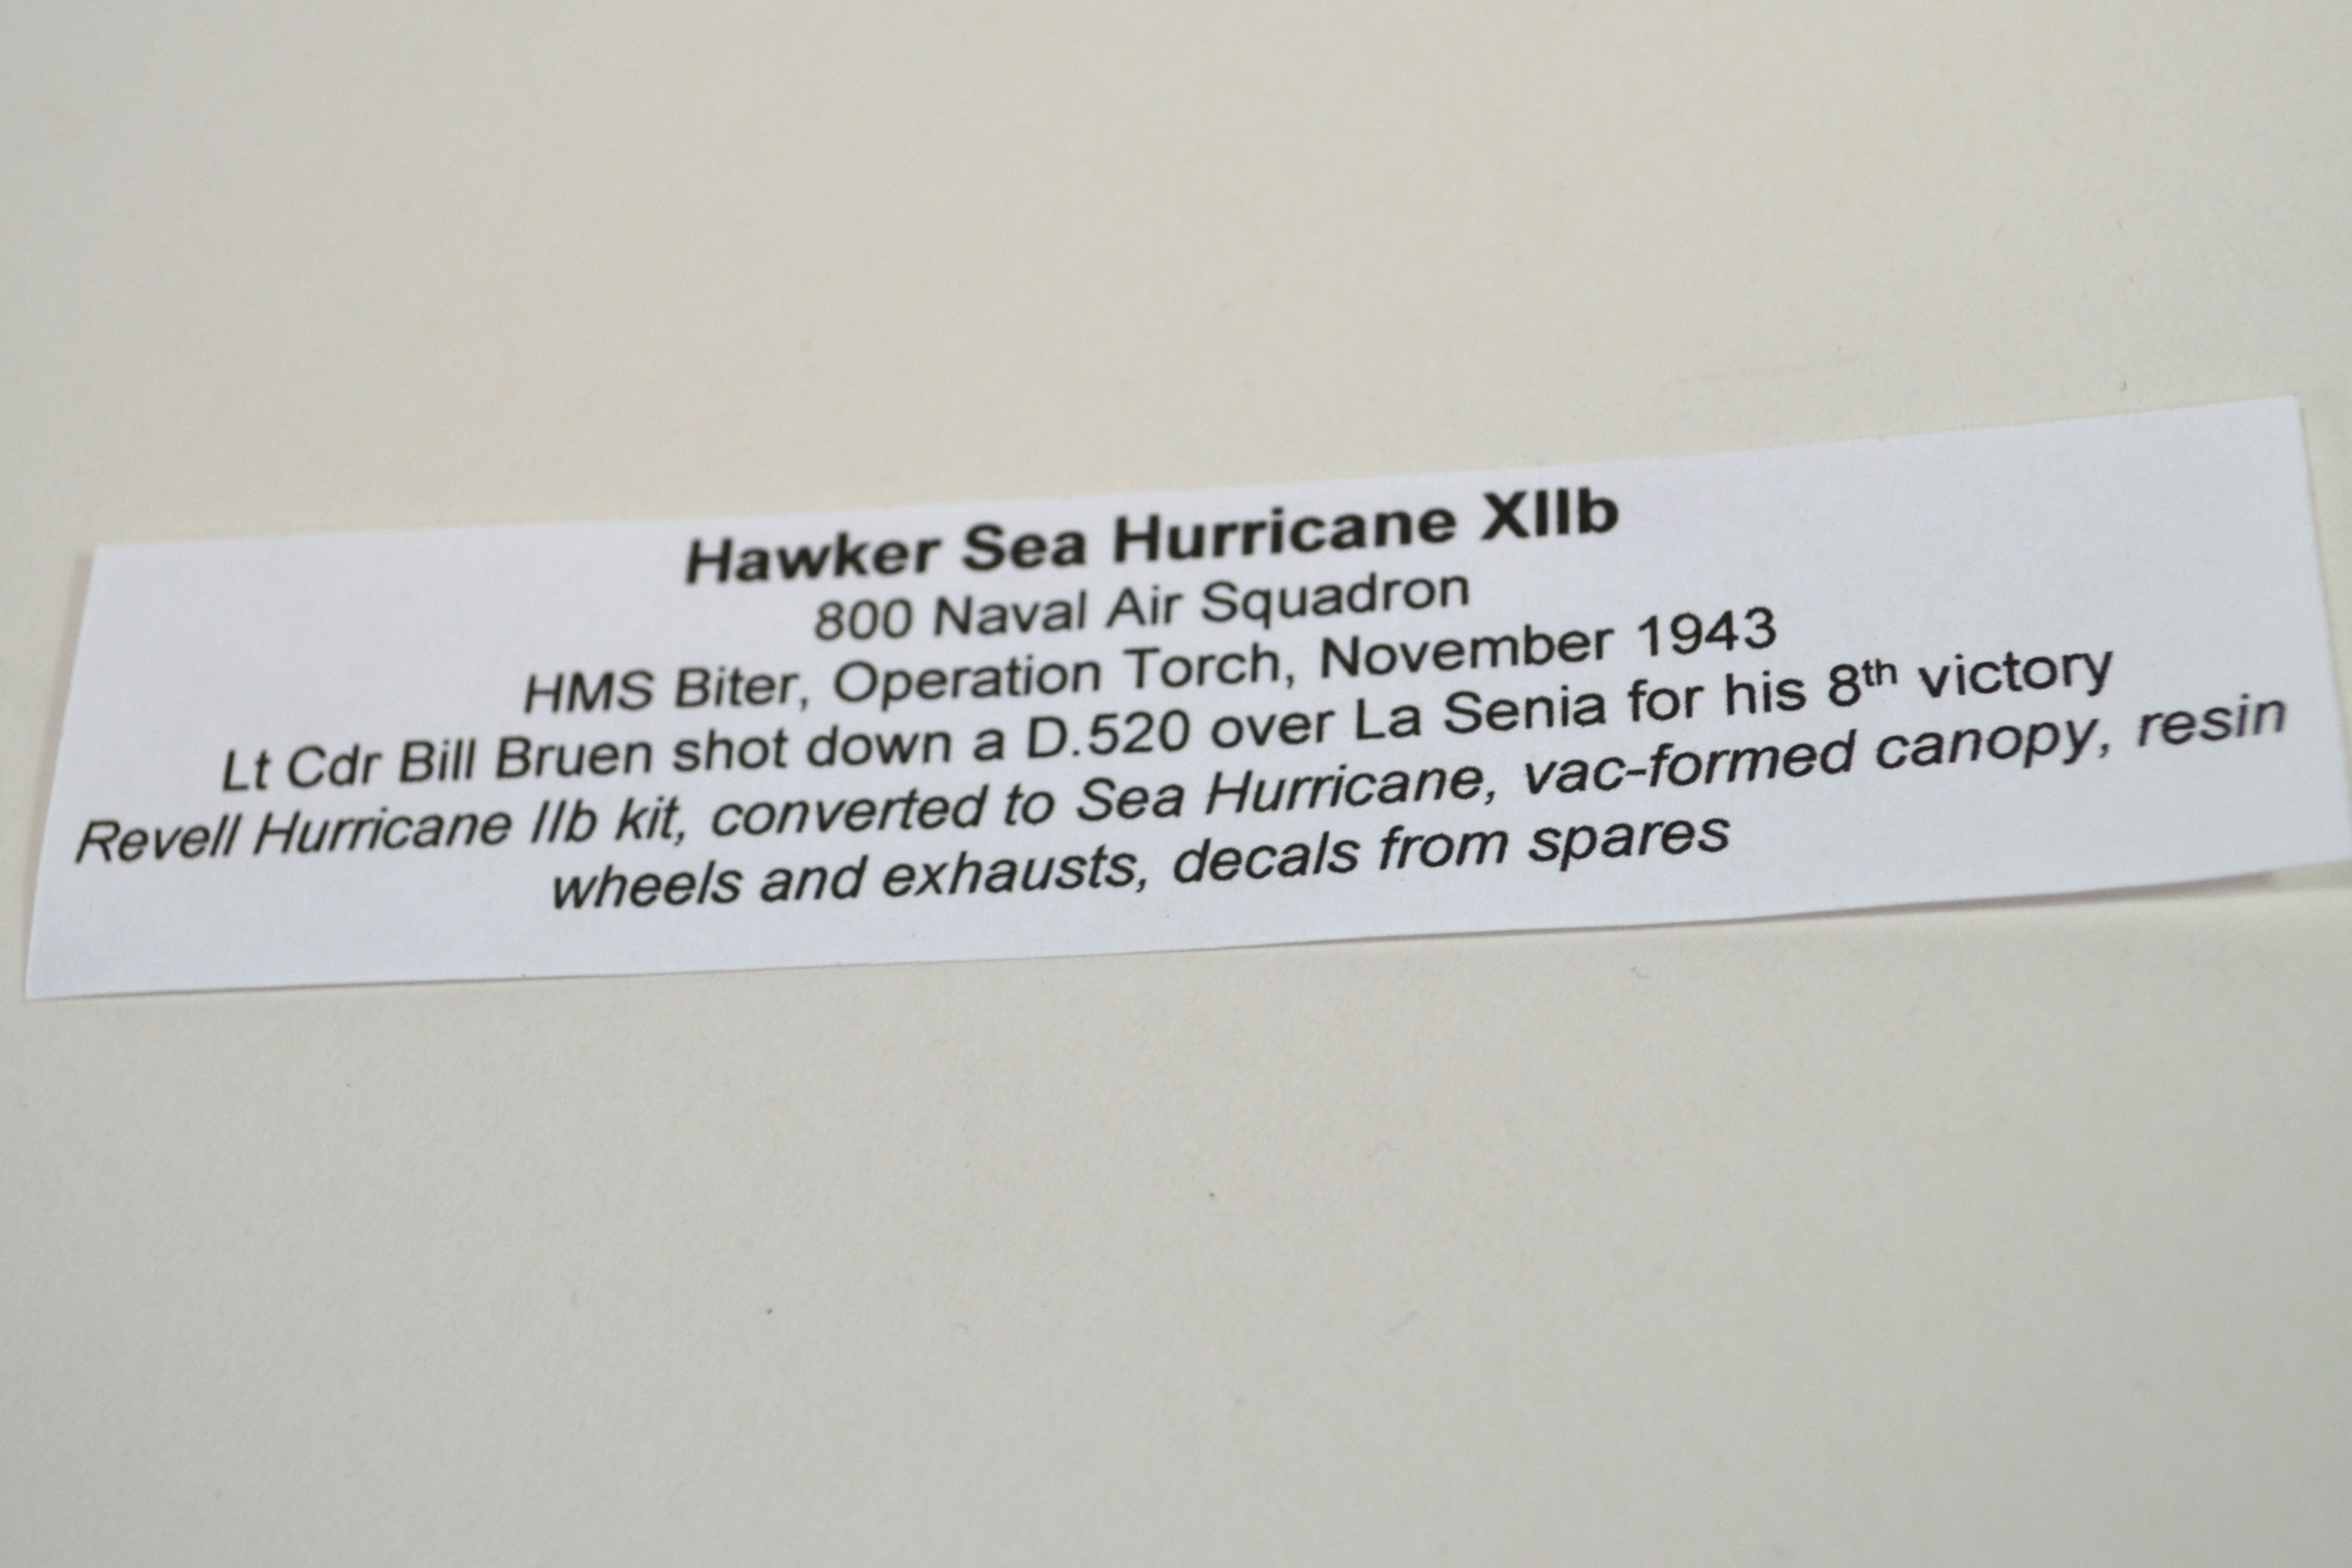 Hawker Sea Hurricane XIIb
800 Naval Air Squadron
HMS Biter, Operation Torch, November 1943
Lt Cdr Bill Bruen shot down a D.520 over La Senia for his 8th victory
Revell Hurricane IIb kit, converted to Sea Hurricane, vac-formed canopy, resin
wheels and exhausts, decals from spares